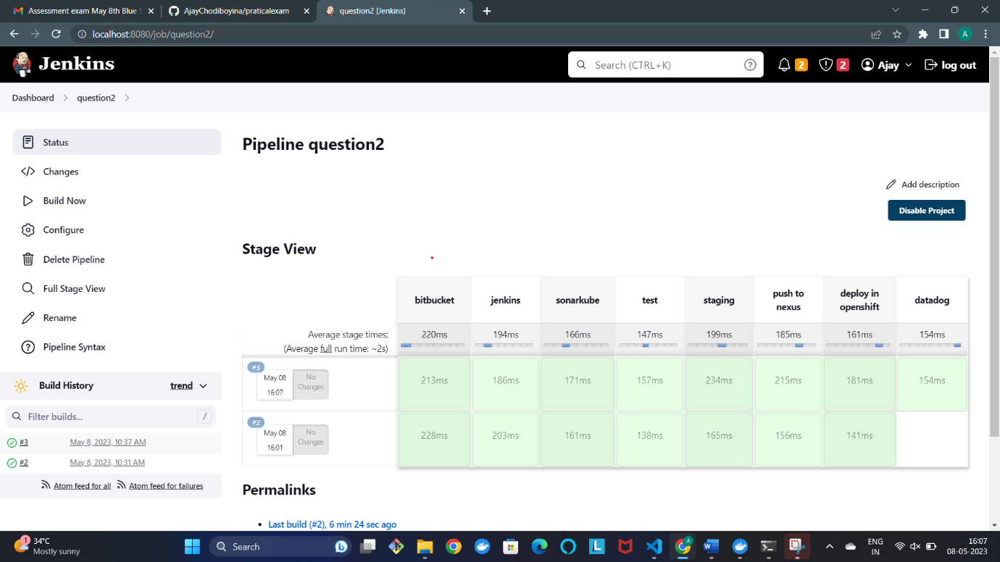 Assessment exam May 8th Blue S
AjayChodiboyina/praticalexam
question2 [Jenkins]
localhost:8080/job/question2/
A
Jenkins
Search (CTRL+K)
?
2
2
Ajay
log out
Dashboard
question2
Status
Changes
Build Now
Configure
Delete Pipeline
Full Stage View
Rename
Pipeline Syntax
Build History
trend
Filter builds...
/
#3 May 8, 2023, 10:37 AM
#2 May 8, 2023, 10:31 AM
Atom feed for all Atom feed for failures
Pipeline question2
Add description
Disable Project
Stage View
bitbucket jenkins sonarkube test staging push to nexus deploy in openshift datadog
Average stage times: 220ms 194ms 166ms 147ms 199ms 185ms 161ms 154ms
(Average full run time: ~2s)
#3
May 08
16:07
No
Changes
213ms 186ms 171ms 157ms 234ms 215ms 181ms 154ms
#2
May 08
16:01
No
Changes
228ms 203ms 161ms 138ms 165ms 156ms 141ms
Permalinks
Last build (#2), 6 min 24 sec ago
1
34°C
Mostly sunny
Search
L
A
W
ENG
IN
16:07
08-05-2023